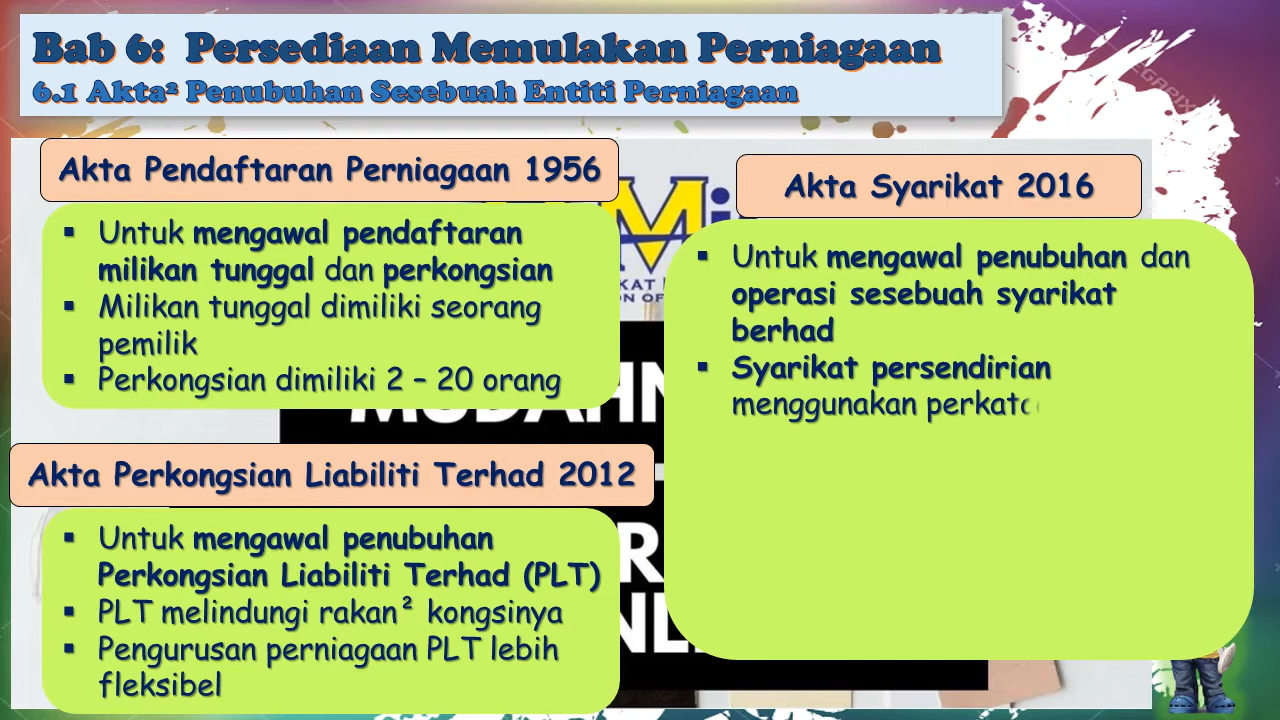 Bab 6: Persediaan Memulakan Perniagaan
6.1 Akta² Penubuhan Sesebuah Entiti Perniagaan
Akta Pendaftaran Perniagaan 1956
▪ Untuk mengawal pendaftaran
milikan tunggal dan perkongsian
▪ Milikan tunggal dimiliki seorang
pemilik
▪ Perkongsian dimiliki 2 – 20 orang
Akta Perkongsian Liabiliti Terhad 2012
▪ Untuk mengawal penubuhan
Perkongsian Liabiliti Terhad (PLT)
▪ PLT melindungi rakan² kongsinya
▪ Pengurusan perniagaan PLT lebih
fleksibel
Akta Syarikat 2016
▪ Untuk mengawal penubuhan dan
operasi sesebuah syarikat
berhad
▪ Syarikat persendirian
menggunakan